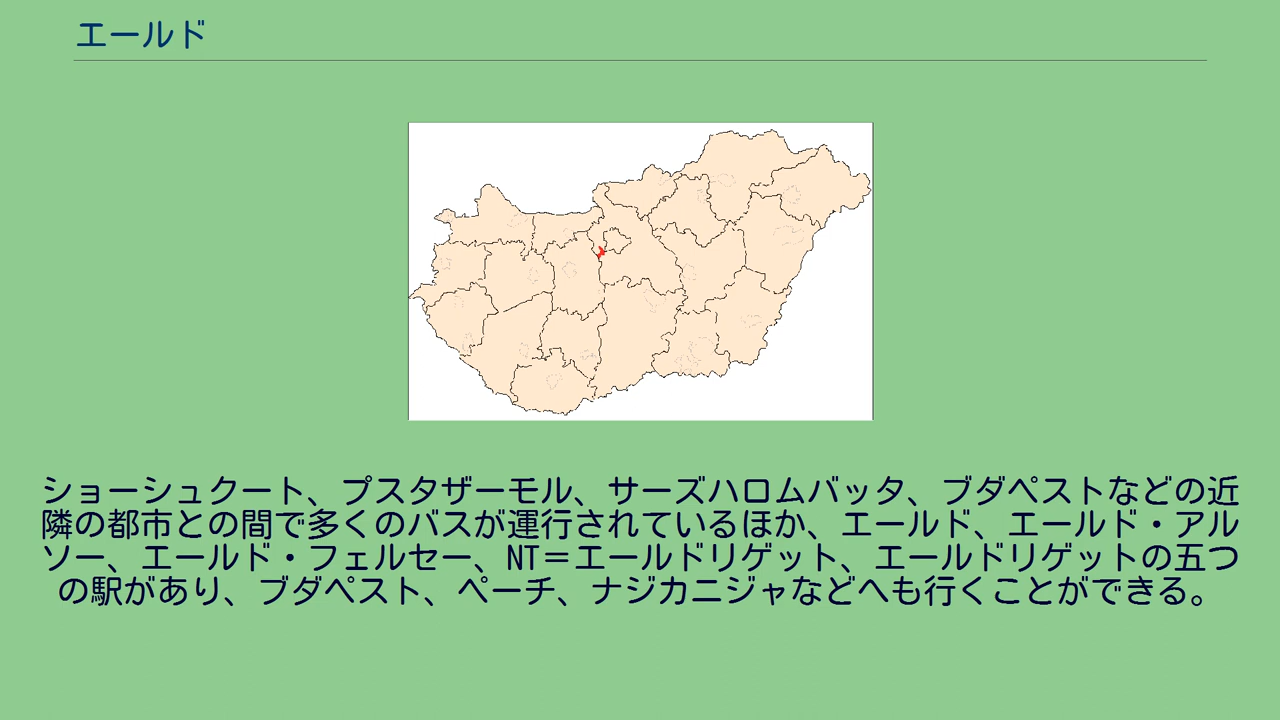 エールド
ショーシュクート、プスタザーモル、サーズハロムバッタ、ブダペストなどの近
隣の都市との間で多くのバスが運行されているほか、エールド、エールド・アル
ソー、エールド・フェルセー、NT＝エールドリゲット、エールドリゲットの五つ
の駅があり、ブダペスト、ペーチ、ナジカニジャなどへも行くことができる。